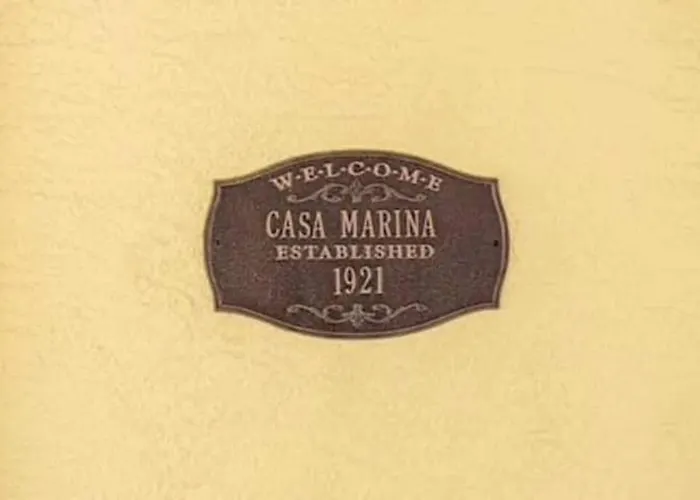 W·E·L·C·O·M·E
CASA MARINA
ESTABLISHED
1921